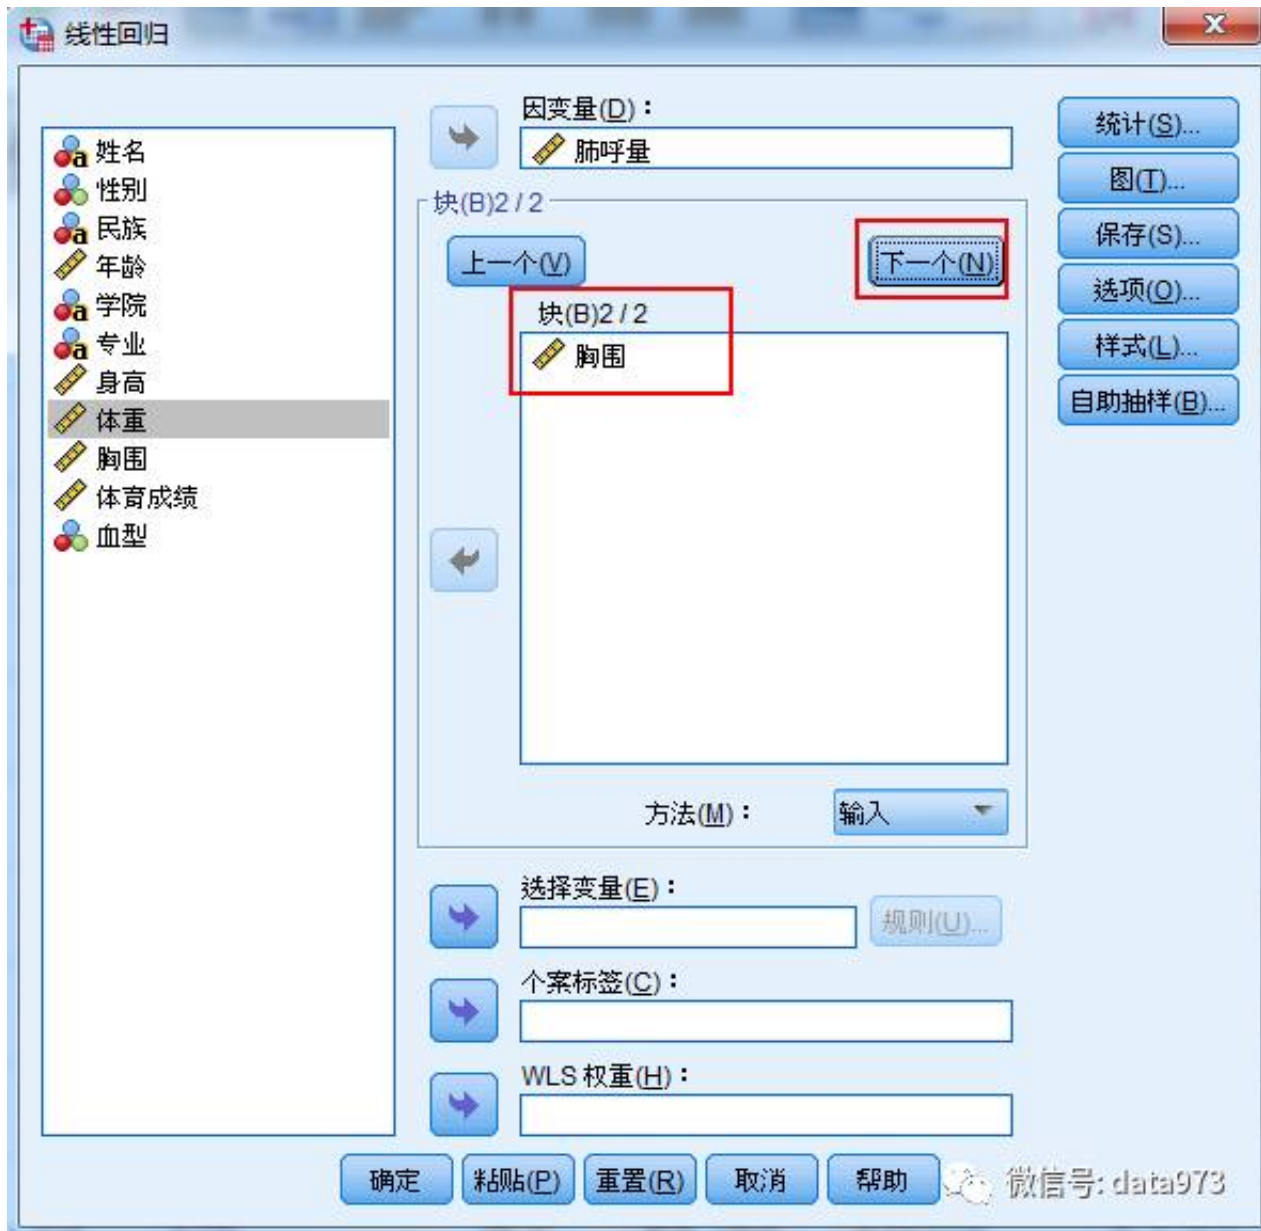 线性回归
因变量(D)：
肺呼量
统计(S)...
图(T)...
保存(S)...
选项(O)...
样式(L)...
自助抽样(B)...
姓名
性别
民族
年龄
学院
专业
身高
体重
胸围
体育成绩
血型
块(B)2 / 2
上一个(V)
下一个(N)
块(B)2 / 2
胸围
方法(M)：
输入
选择变量(E)：
规则(U)...
个案标签(C)：
WLS 权重(H)：
确定
粘贴(P)
重置(R)
取消
帮助
微信号: data973